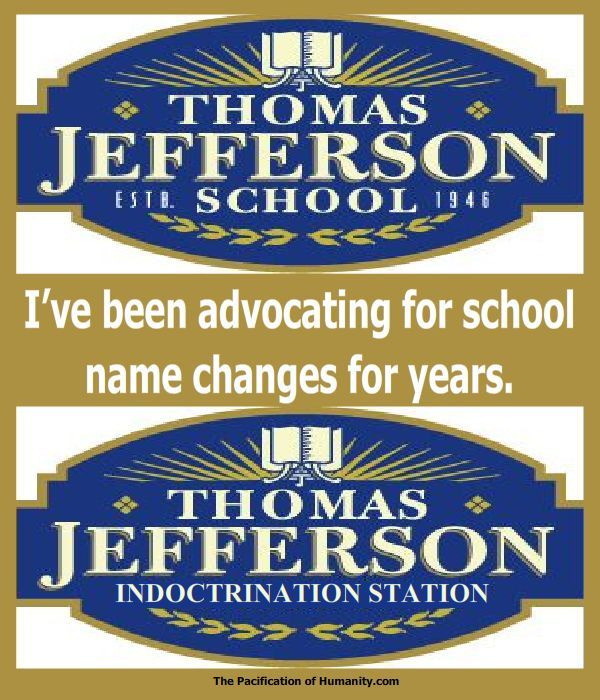 THOMAS
JEFFERSON
ESTB. SCHOOL 1946
I've been advocating for school
name changes for years.
THOMAS
JEFFERSON
INDOCTRINATION STATION
The Pacification of Humanity.com